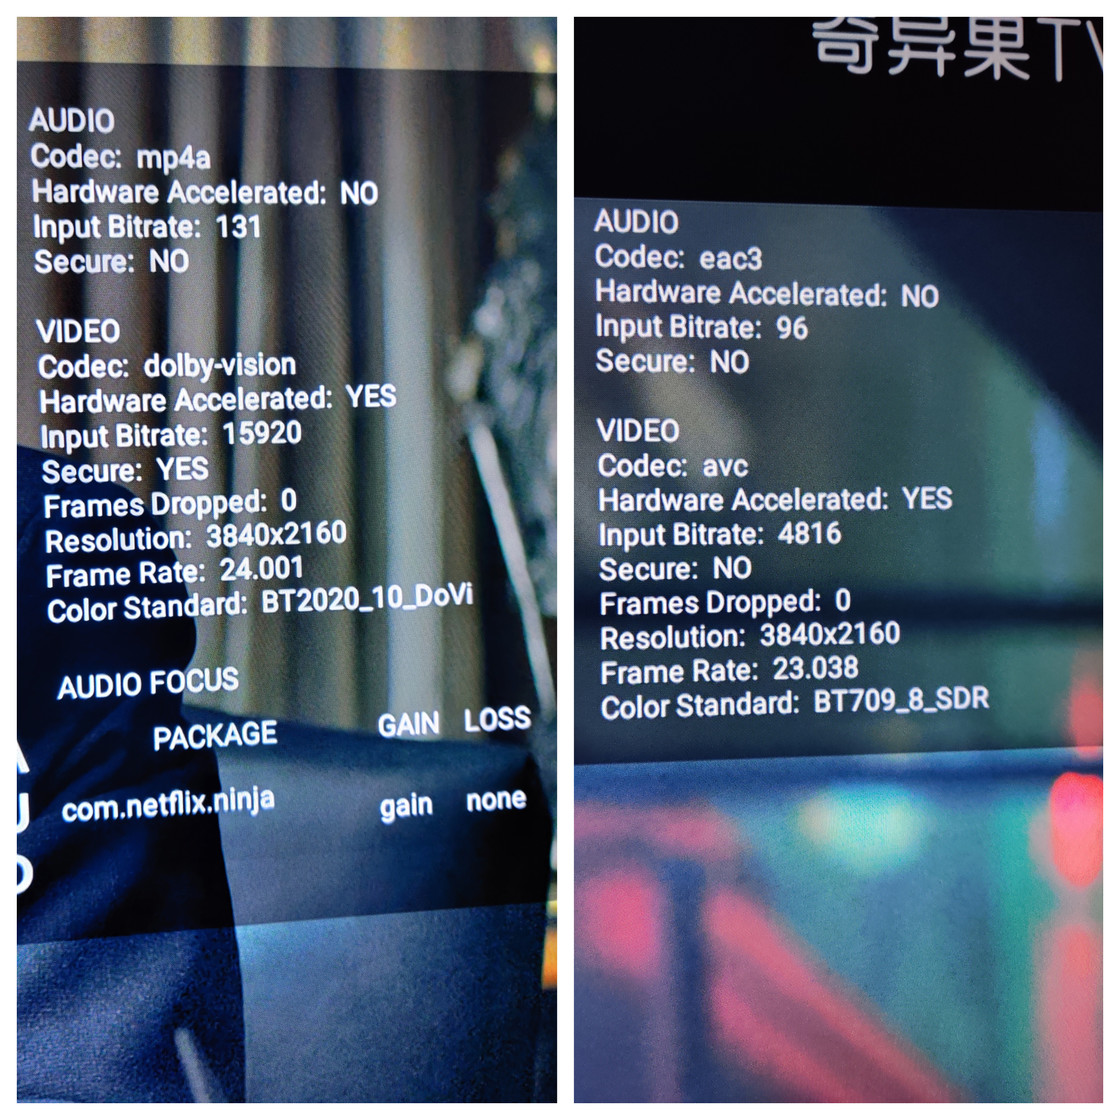 AUDIO
Codec: mp4a
Hardware Accelerated: NO
Input Bitrate: 131
Secure: NO
VIDEO
Codec: dolby-vision
Hardware Accelerated: YES
Input Bitrate: 15920
Secure: YES
Frames Dropped: 0
Resolution: 3840x2160
Frame Rate: 24.001
Color Standard: BT2020_10_DoVi
AUDIO FOCUS
PACKAGE GAIN LOSS
com.netflix.ninja gain none
奇异果TV
AUDIO
Codec: eac3
Hardware Accelerated: NO
Input Bitrate: 96
Secure: NO
VIDEO
Codec: avc
Hardware Accelerated: YES
Input Bitrate: 4816
Secure: NO
Frames Dropped: 0
Resolution: 3840x2160
Frame Rate: 23.038
Color Standard: BT709_8_SDR